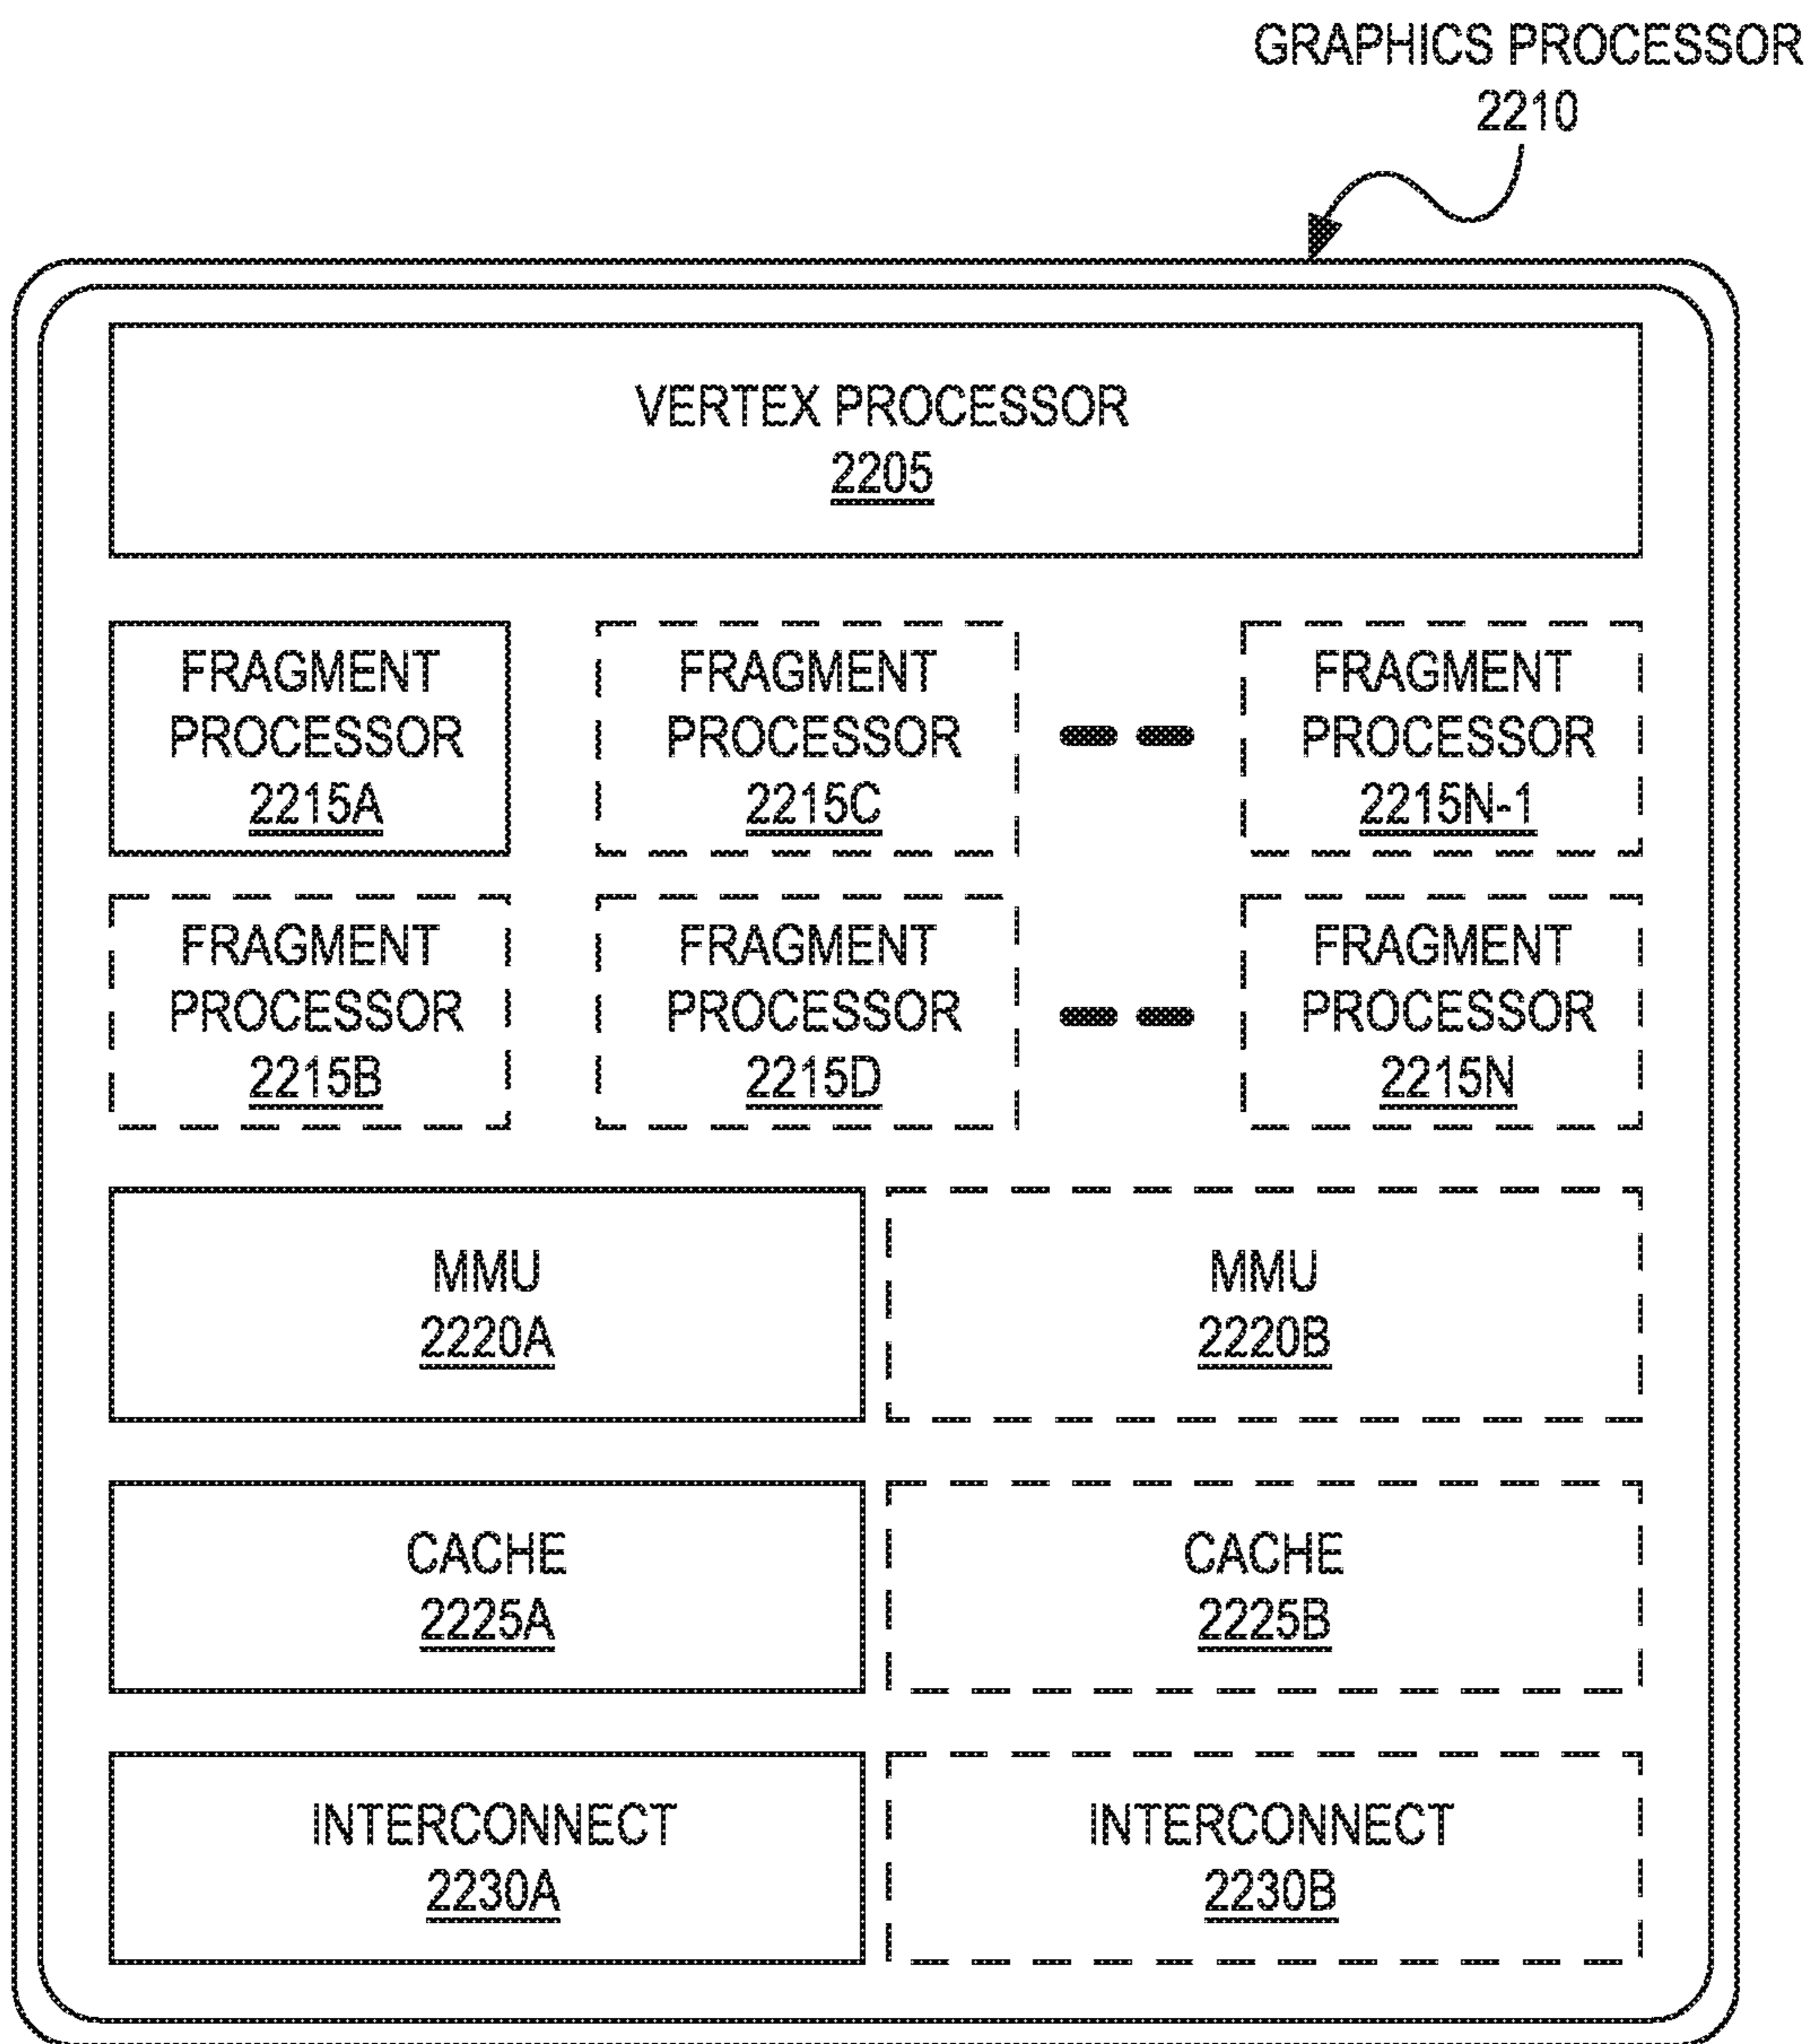 GRAPHICS PROCESSOR
2210
VERTEX PROCESSOR
2205
FRAGMENT
PROCESSOR
2215A
FRAGMENT
PROCESSOR
2215C
FRAGMENT
PROCESSOR
2215N-1
FRAGMENT
PROCESSOR
2215B
FRAGMENT
PROCESSOR
2215D
FRAGMENT
PROCESSOR
2215N
MMU
2220A
MMU
2220B
CACHE
2225A
CACHE
2225B
INTERCONNECT
2230A
INTERCONNECT
2230B